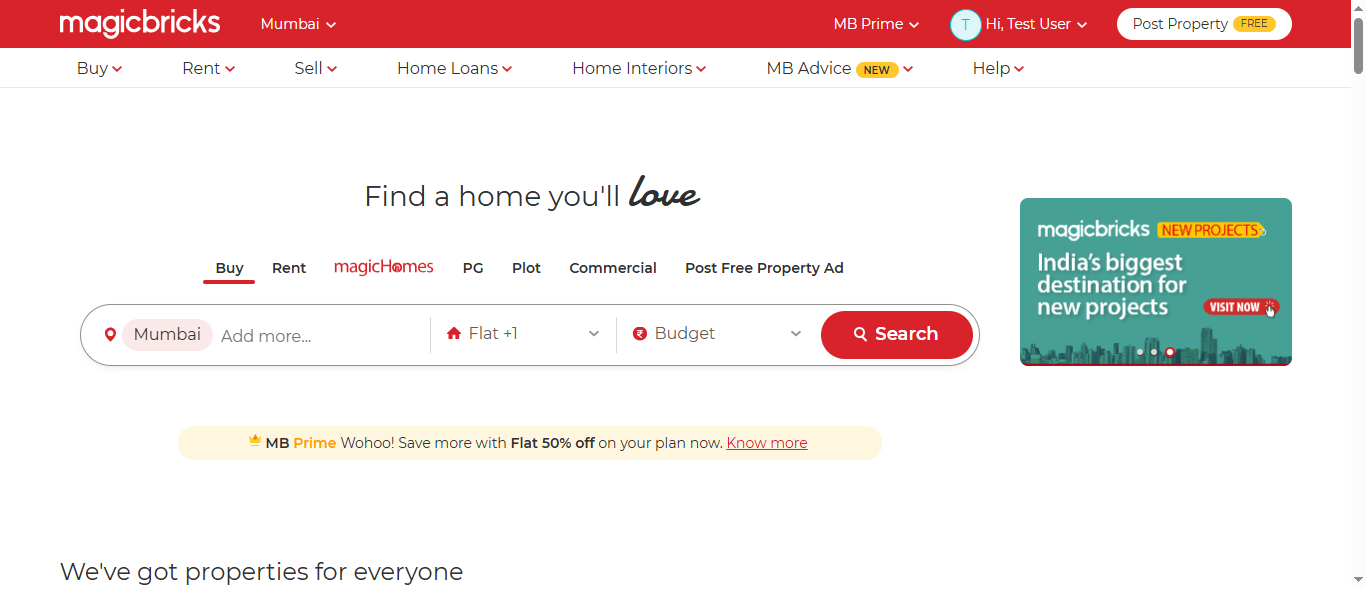 magicbricks Mumbai MB Prime T Hi, Test User Post Property FREE
Buy Rent Sell Home Loans Home Interiors MB Advice NEW Help
Find a home you'll love
Buy Rent magicHomes PG Plot Commercial Post Free Property Ad
Mumbai Add more... Flat +1 Budget Search
magicbricks NEW PROJECTS
India's biggest
destination for
new projects VISIT NOW
MB Prime Wohoo! Save more with Flat 50% off on your plan now. Know more
We've got properties for everyone